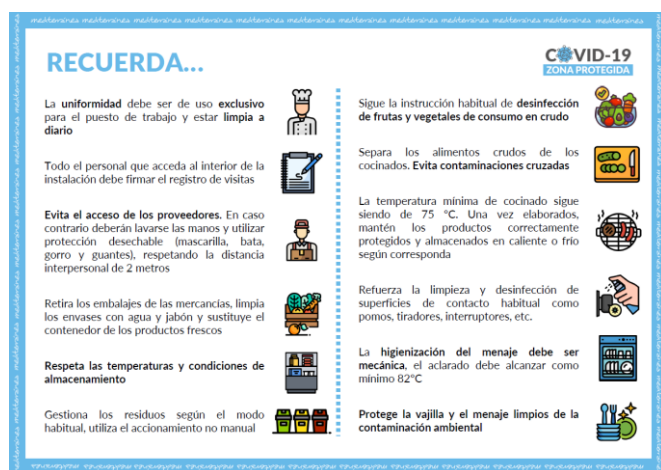 RECUERDA...
COVID-19
ZONA PROTEGIDA
La uniformidad debe ser de uso exclusivo
para el puesto de trabajo y estar limpia a
diario
Todo el personal que acceda al interior de la
instalación debe firmar el registro de visitas
Evita el acceso de los proveedores. En caso
contrario deberán lavarse las manos y utilizar
protección desechable (mascarilla, bata,
gorro y guantes), respetando la distancia
interpersonal de 2 metros
Retira los embalajes de las mercancías, limpia
los envases con agua y jabón y sustituye el
contenedor de los productos frescos
Respeta las temperaturas y condiciones de
almacenamiento
Gestiona los residuos según el modo
habitual, utiliza el accionamiento no manual
Sigue la instrucción habitual de desinfección
de frutas y vegetales de consumo en crudo
Separa los alimentos crudos de los
cocinados. Evita contaminaciones cruzadas
La temperatura mínima de cocinado sigue
siendo de 75 °C. Una vez elaborados,
mantén los productos correctamente
protegidos y almacenados en caliente o frío
según corresponda
Refuerza la limpieza y desinfección de
superficies de contacto habitual como
pomos, tiradores, interruptores, etc.
La higienización del menaje debe ser
mecánica, el aclarado debe alcanzar como
mínimo 82ºC
Protege la vajilla y el menaje limpios de la
contaminación ambiental